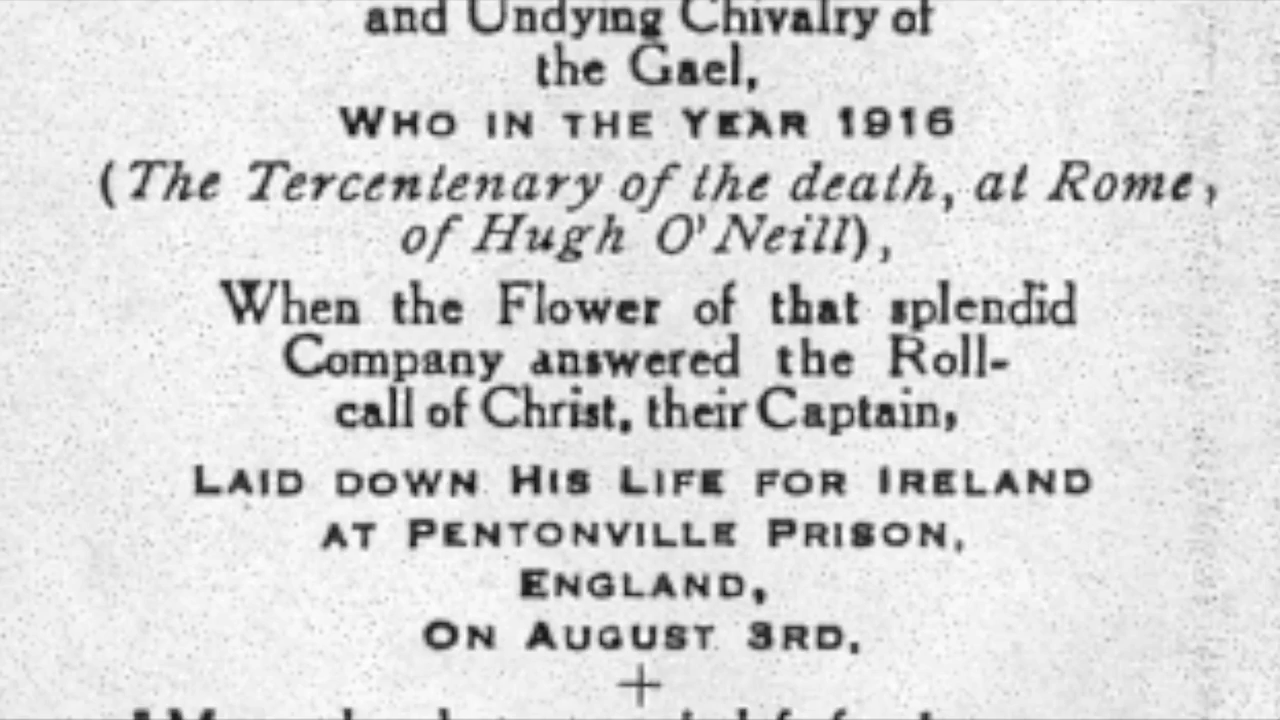 and Undying Chivalry of
the Gael,
WHO IN THE YEAR 1916
(The Tercentenary of the death, at Rome,
of Hugh O'Neill),
When the Flower of that splendid
Company answered the Roll-
call of Christ, their Captain,
LAID DOWN HIS LIFE FOR IRELAND
AT PENTONVILLE PRISON,
ENGLAND,
ON AUGUST 3RD.
+